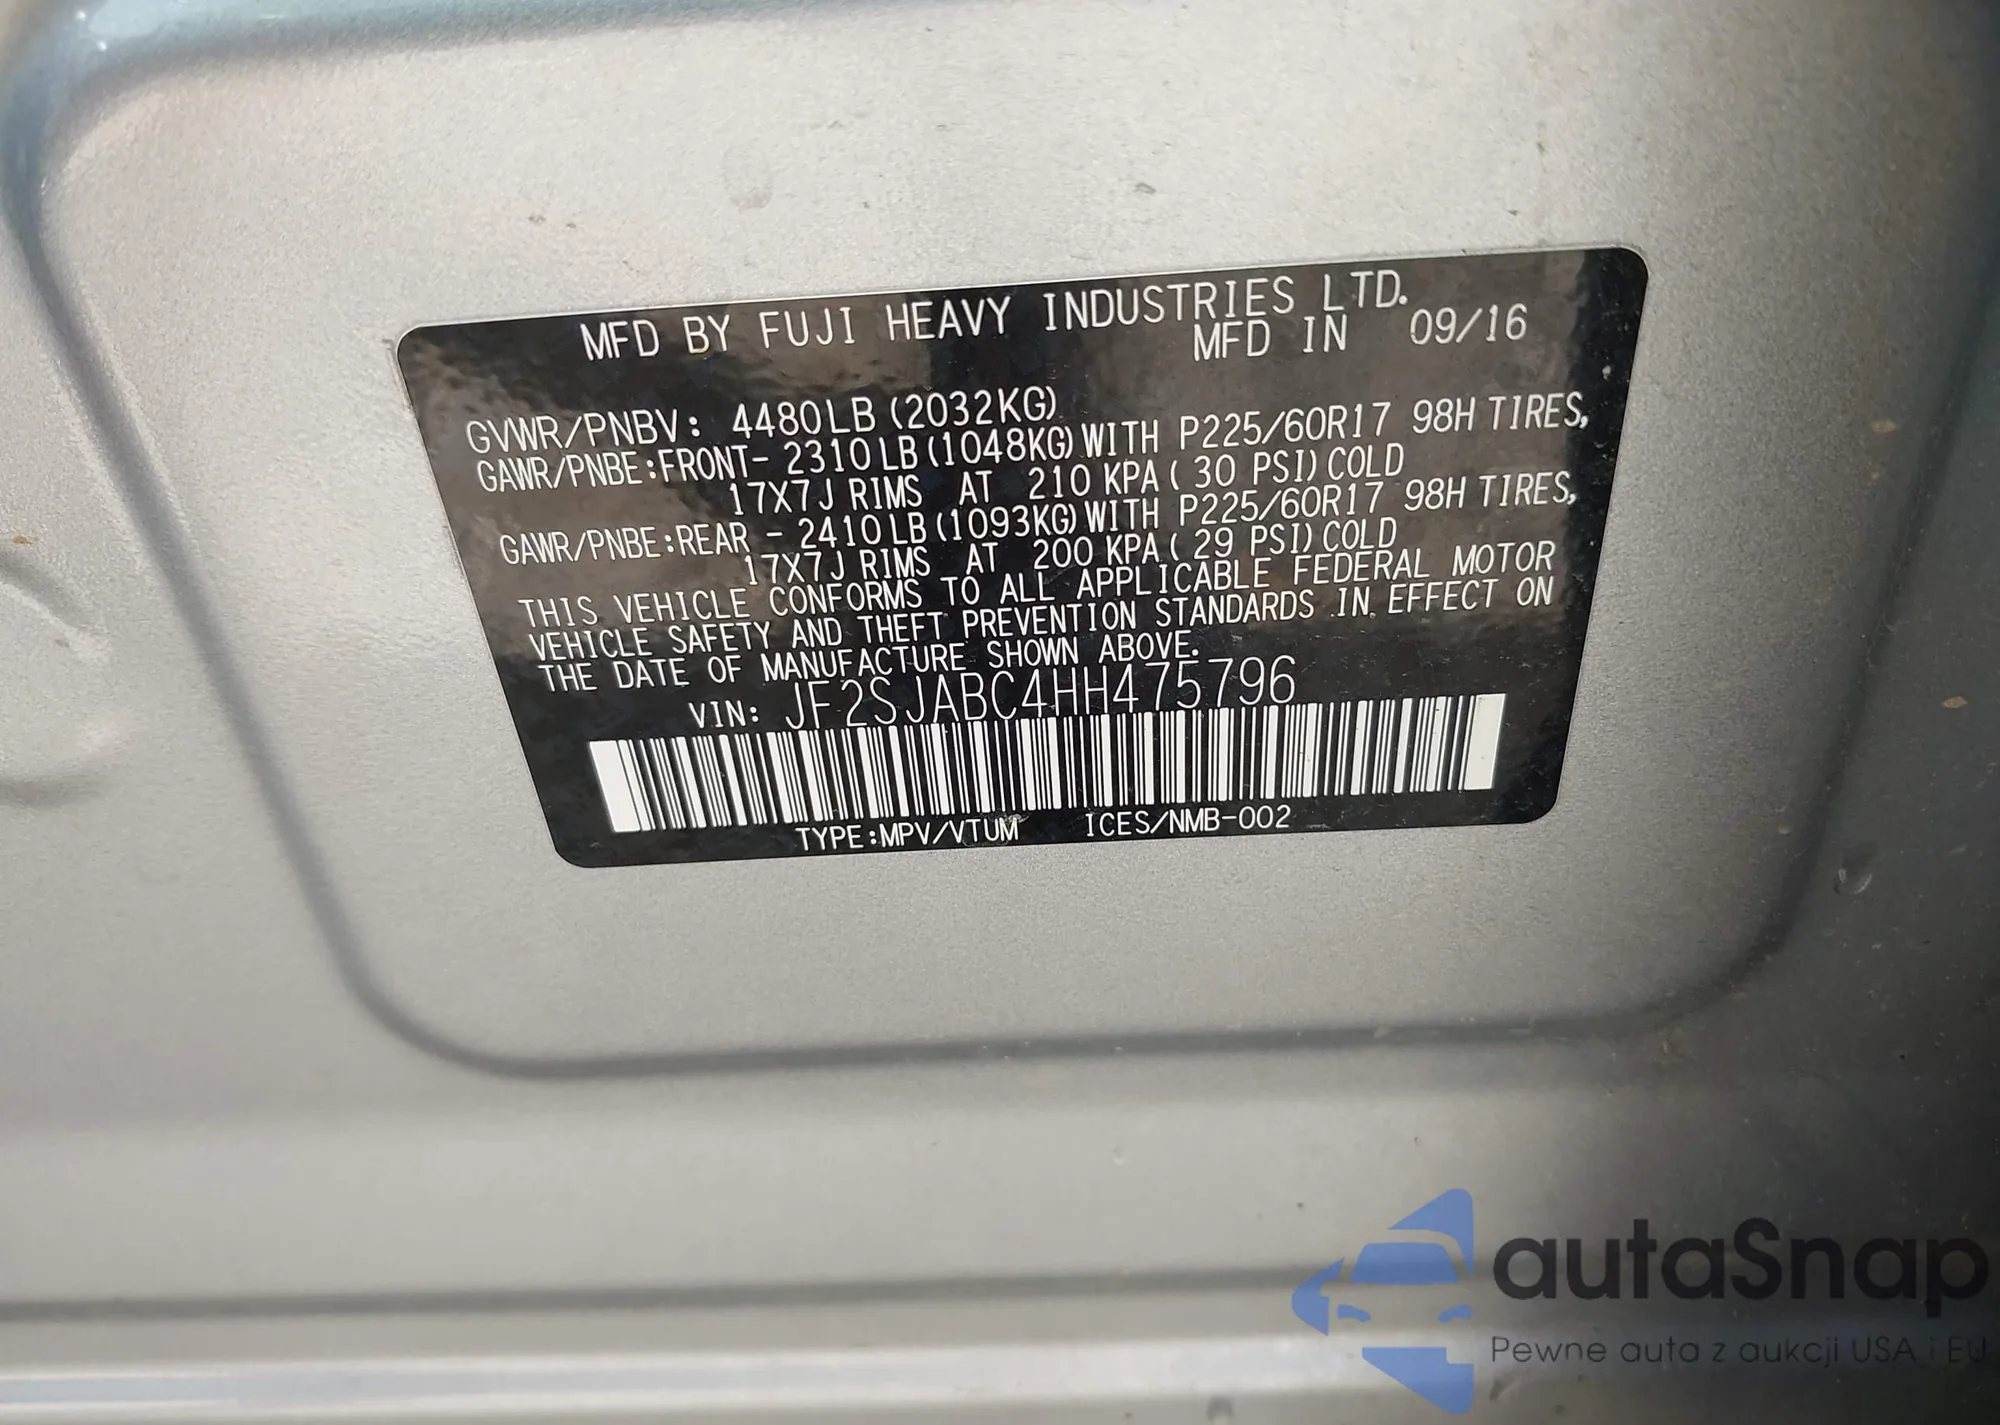 MFD BY FUJI HEAVY INDUSTRIES LTD.
MFD IN 09/16
GVWR/PNBV: 4480LB (2032KG)
GAWR/PNBE:FRONT- 2310LB (1048KG) WITH P225/60R17 98H TIRES,
17X7J RIMS AT 210 KPA ( 30 PSI) COLD
GAWR/PNBE:REAR - 2410LB (1093KG) WITH P225/60R17 98H TIRES,
17X7J RIMS AT 200 KPA ( 29 PSI) COLD
THIS VEHICLE CONFORMS TO ALL APPLICABLE FEDERAL MOTOR
VEHICLE SAFETY AND THEFT PREVENTION STANDARDS IN EFFECT ON
THE DATE OF MANUFACTURE SHOWN ABOVE.
VIN: JF2SJABC4HH475796
TYPE:MPV/VTUM ICES/NMB-002
autaSnap
Pewne auta z aukcji USA i EU